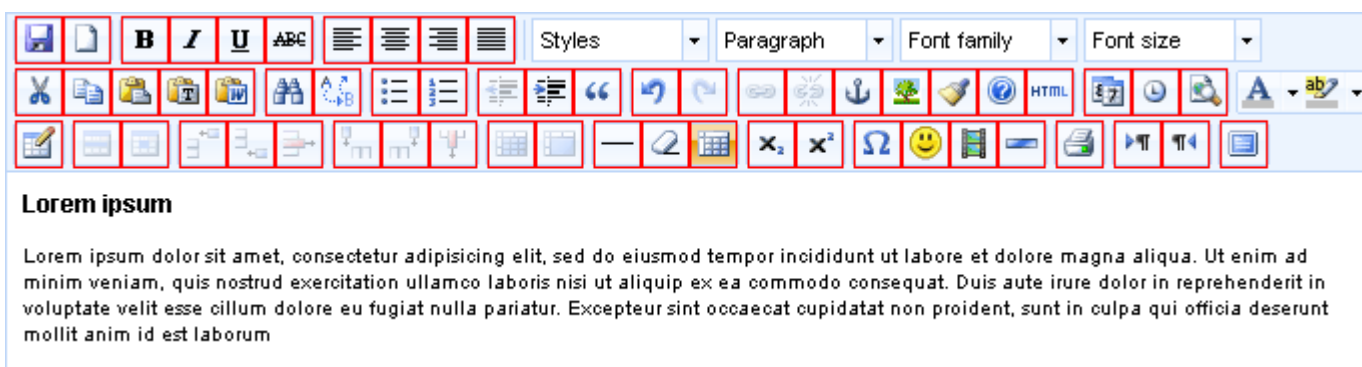 B I U ABC Styles Paragraph Font family Font size
HTML A ab
Lorem ipsum
Lorem ipsum dolor sit amet, consectetur adipisicing elit, sed do eiusmod tempor incididunt ut labore et dolore magna aliqua. Ut enim ad
minim veniam, quis nostrud exercitation ullamco laboris nisi ut aliquip ex ea commodo consequat. Duis aute irure dolor in reprehenderit in
voluptate velit esse cillum dolore eu fugiat nulla pariatur. Excepteur sint occaecat cupidatat non proident, sunt in culpa qui officia deserunt
mollit anim id est laborum